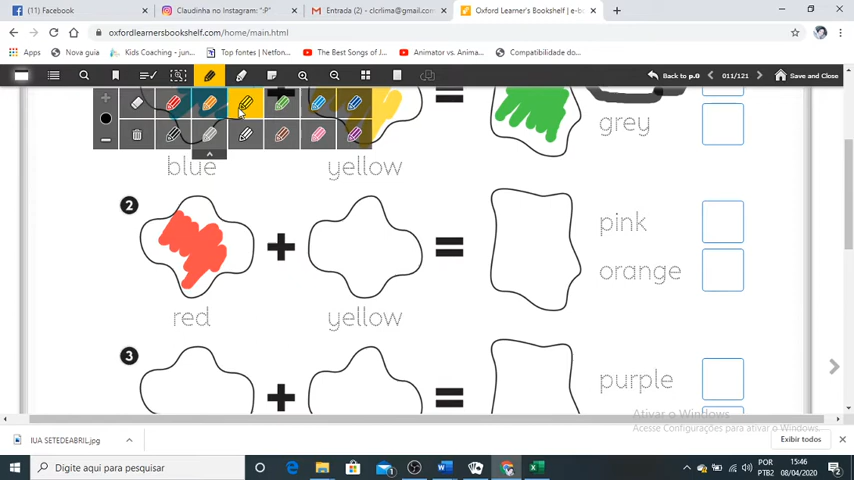 (11) Facebook
Claudinha no Instagram: ":P"
Entrada (2) - clcrlima@gmail.com
Oxford Learner's Bookshelf | e-b
oxfordlearnersbookshelf.com/home/main.html
Apps
Nova guia
Kids Coaching - jun...
Top fontes | Netfon...
The Best Songs of J...
Animator vs. Anima...
Compatibilidade do...
Back to p.0
011/121
Save and Close
grey
blue
yellow
2
pink
orange
red
yellow
3
purple
Ativar o Windows
Acesse Configurações para ativar o Windows.
IUA SETEDEABRIL.jpg
Exibir todos
Digite aqui para pesquisar
POR
PTB2
15:46
08/04/2020
2